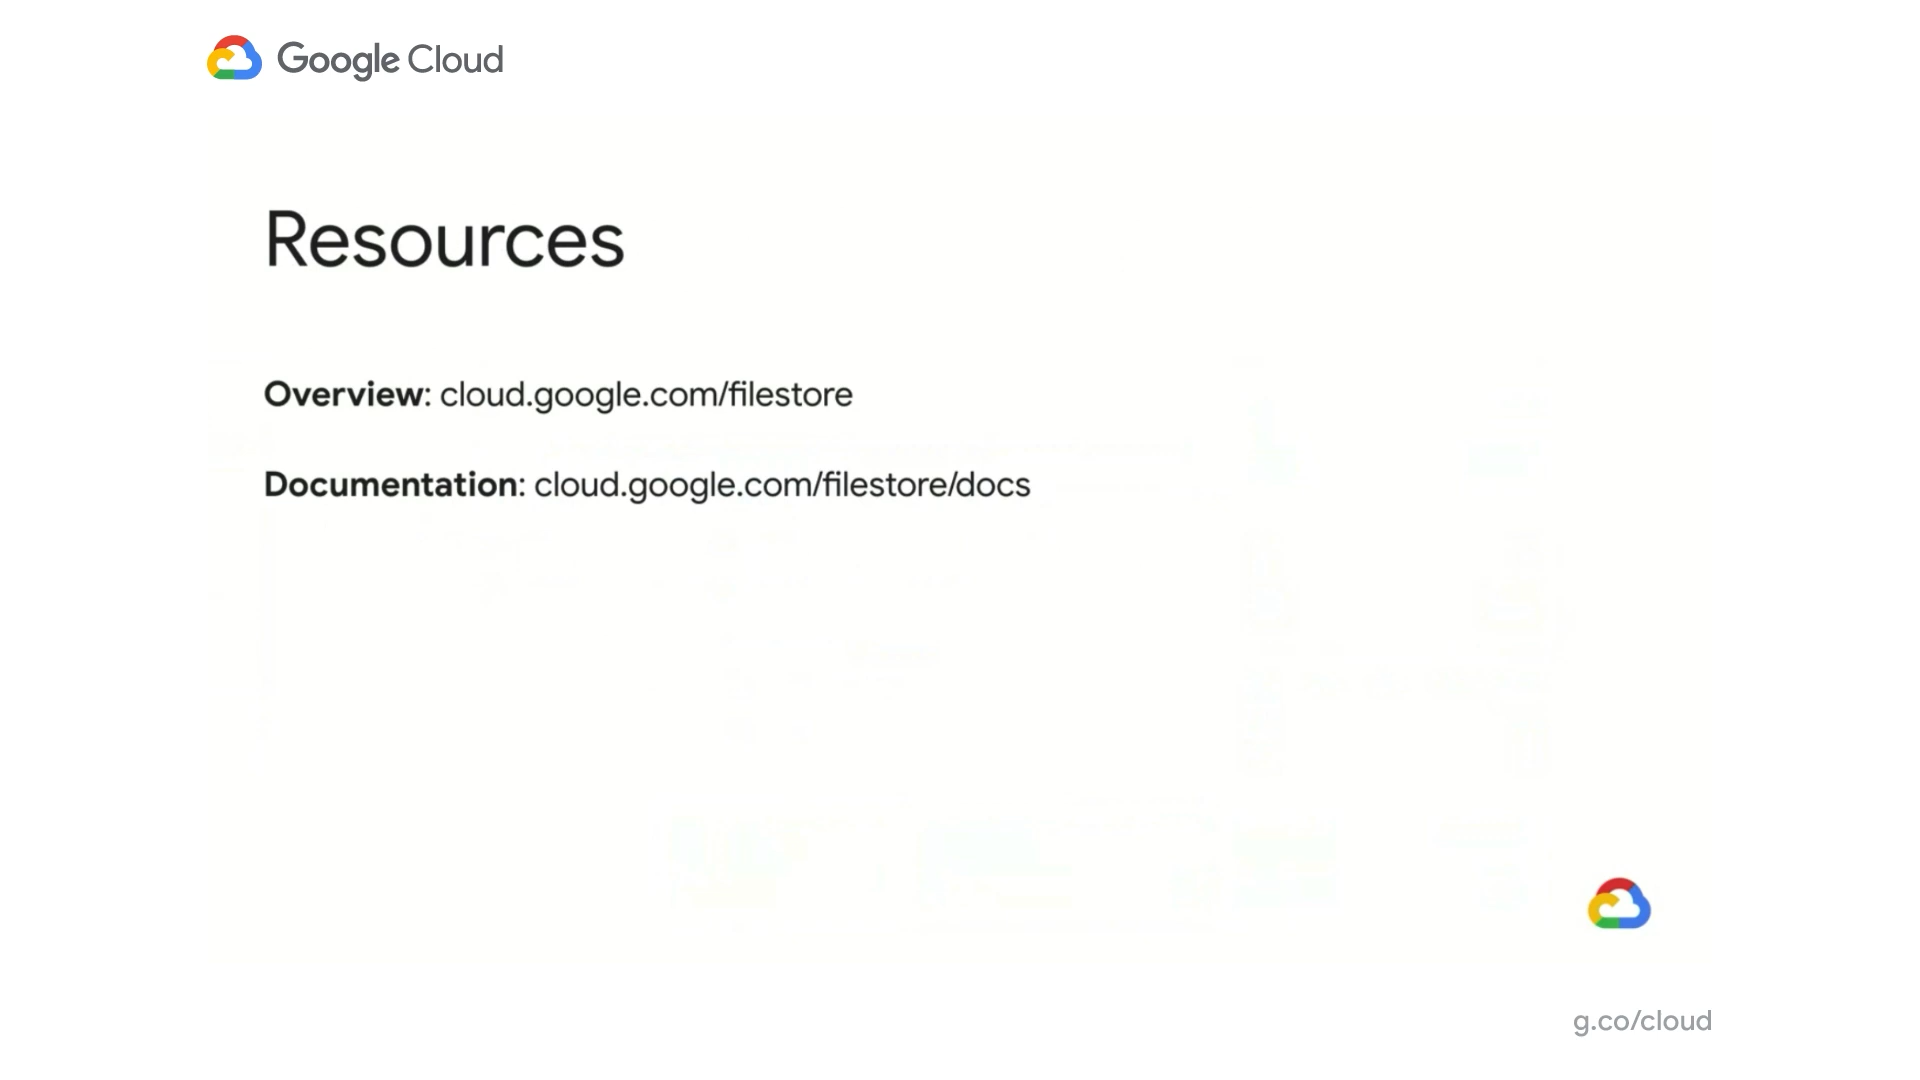 Google Cloud
Resources
Overview: cloud.google.com/filestore
Documentation: cloud.google.com/filestore/docs
g.co/cloud